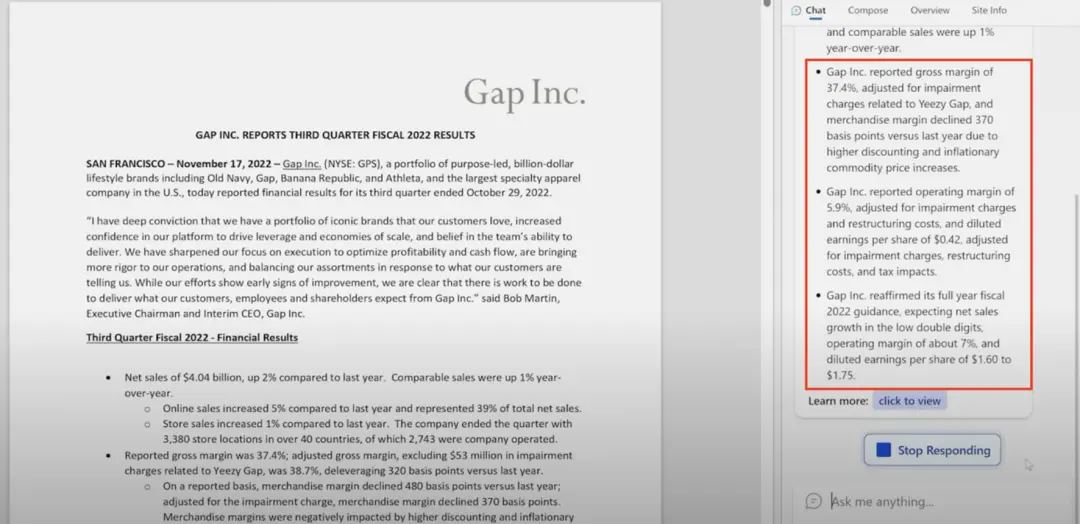 Gap Inc.
GAP INC. REPORTS THIRD QUARTER FISCAL 2022 RESULTS
SAN FRANCISCO – November 17, 2022 – Gap Inc. (NYSE: GPS), a portfolio of purpose-led, billion-dollar
lifestyle brands including Old Navy, Gap, Banana Republic, and Athleta, and the largest specialty apparel
company in the U.S., today reported financial results for its third quarter ended October 29, 2022.
“I have deep conviction that we have a portfolio of iconic brands that our customers love, increased
confidence in our platform to drive leverage and economies of scale, and belief in the team’s ability to
deliver. We have sharpened our focus on execution to optimize profitability and cash flow, are bringing
more rigor to our operations, and balancing our assortments in response to what our customers are
telling us. While our efforts show early signs of improvement, we are clear that there is work to be done
to deliver what our customers, employees and shareholders expect from Gap Inc.” said Bob Martin,
Executive Chairman and Interim CEO, Gap Inc.
Third Quarter Fiscal 2022 - Financial Results
• Net sales of $4.04 billion, up 2% compared to last year. Comparable sales were up 1% year-
over-year.
o Online sales increased 5% compared to last year and represented 39% of total net sales.
o Store sales increased 1% compared to last year. The company ended the quarter with
3,380 store locations in over 40 countries, of which 2,743 were company operated.
• Reported gross margin was 37.4%; adjusted gross margin, excluding $53 million in impairment
charges related to Yeezy Gap, was 38.7%, deleveraging 320 basis points versus last year.
o On a reported basis, merchandise margin declined 480 basis points versus last year;
adjusted for the impairment charge, merchandise margin declined 370 basis points.
Merchandise margins were negatively impacted by higher discounting and inflationary
Chat Compose Overview Site Info
and comparable sales were up 1%
year-over-year.
• Gap Inc. reported gross margin of
37.4%, adjusted for impairment
charges related to Yeezy Gap, and
merchandise margin declined 370
basis points versus last year due to
higher discounting and inflationary
commodity price increases.
• Gap Inc. reported operating margin of
5.9%, adjusted for impairment charges
and restructuring costs, and diluted
earnings per share of $0.42, adjusted
for impairment charges, restructuring
costs, and tax impacts.
• Gap Inc. reaffirmed its full year fiscal
2022 guidance, expecting net sales
growth in the low double digits,
operating margin of about 7%, and
diluted earnings per share of $1.60 to
$1.75.
Learn more: click to view
Stop Responding
Ask me anything...